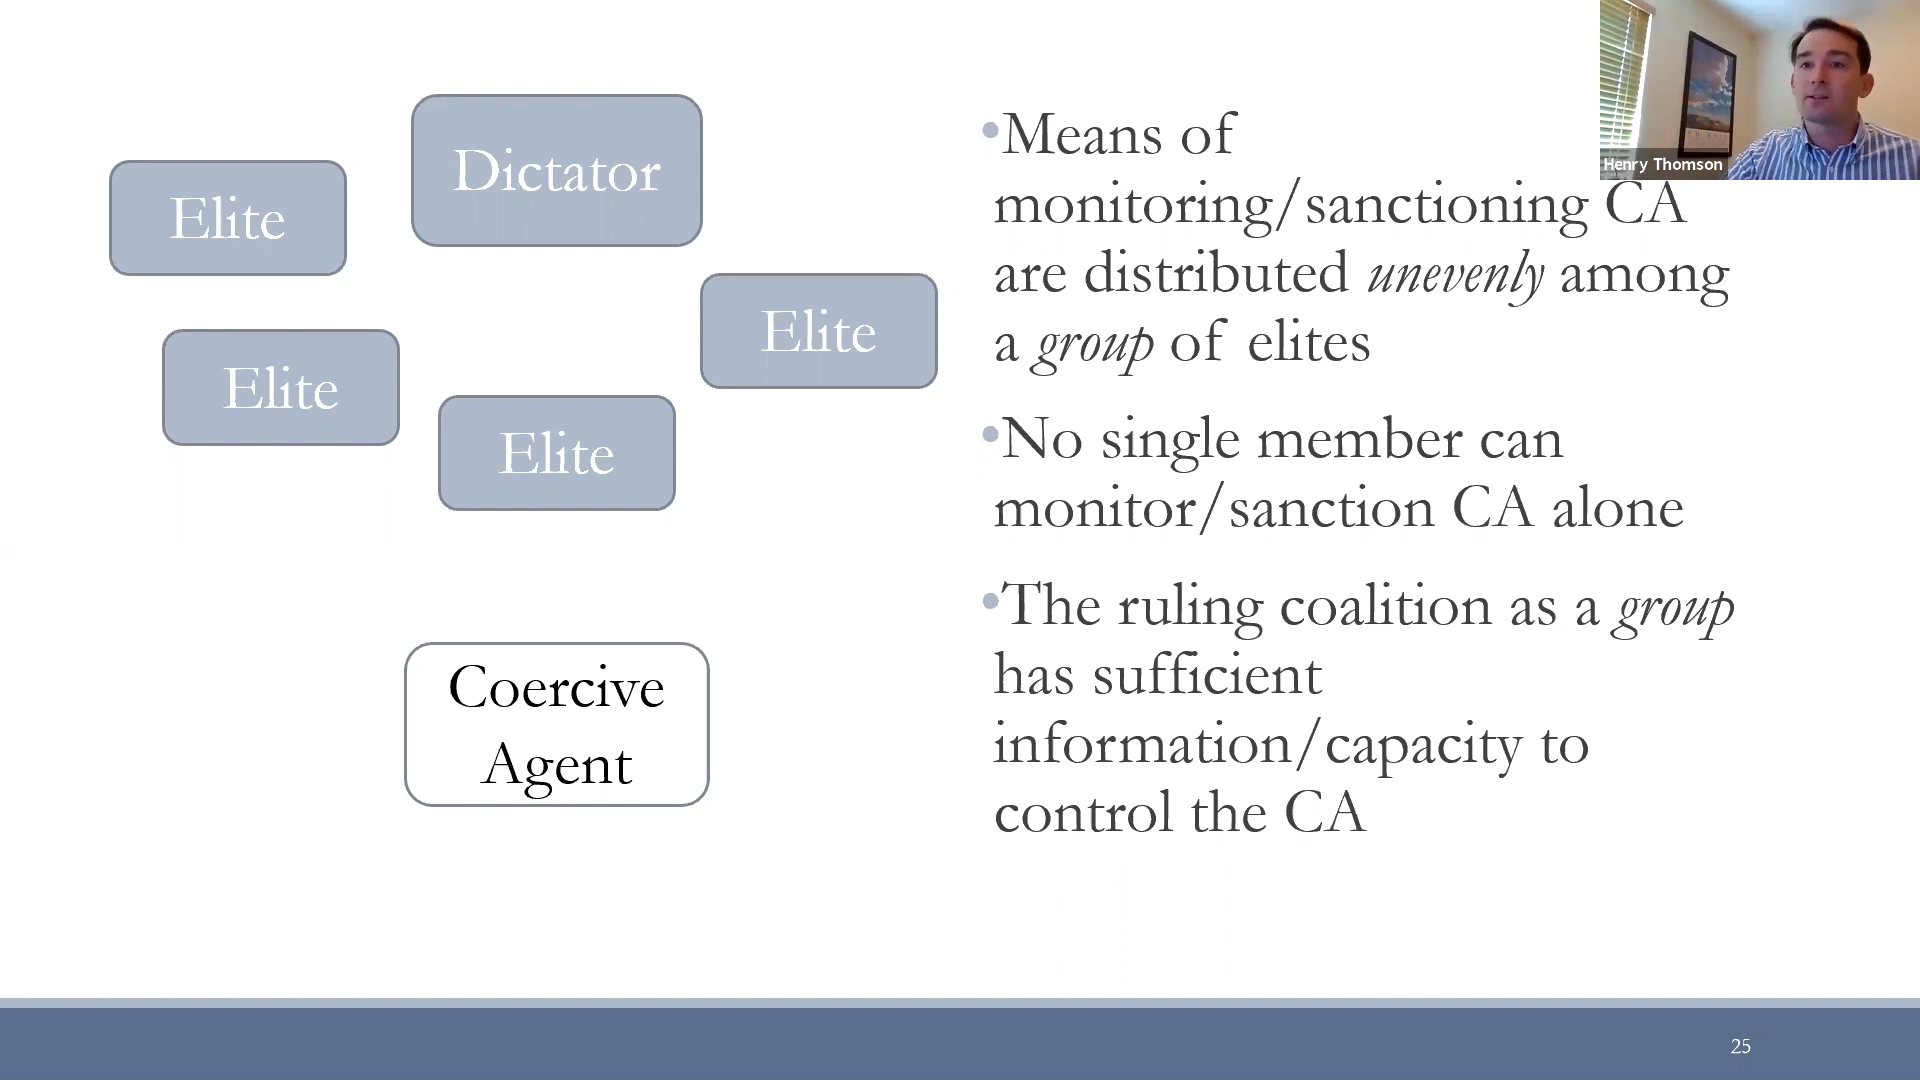 Dictator
Elite
Elite
Elite
Elite
Coercive
Agent
•Means of
monitoring/sanctioning CA
are distributed unevenly among
a group of elites
•No single member can
monitor/sanction CA alone
•The ruling coalition as a group
has sufficient
information/capacity to
control the CA
Henry Thomson
25